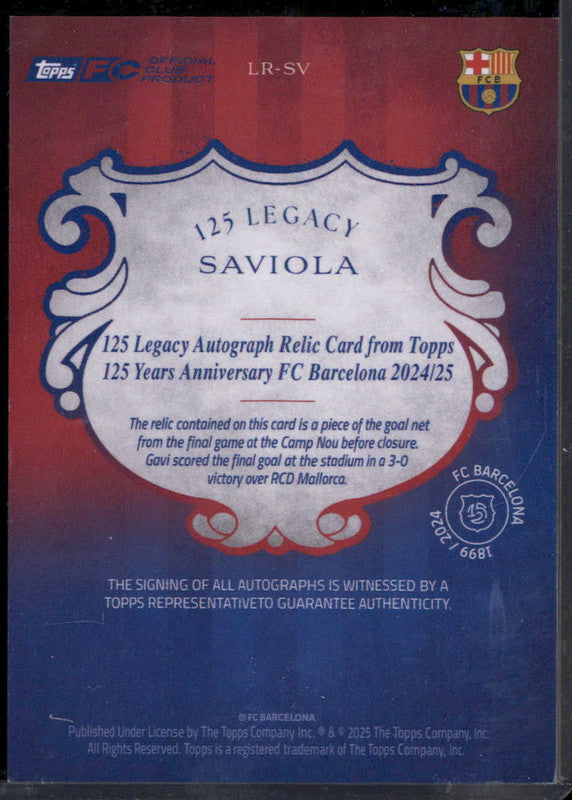 topps FC OFFICIAL
CLUB
PRODUCT
LR-SV
FCB
125 LEGACY
SAVIOLA
125 Legacy Autograph Relic Card from Topps
125 Years Anniversary FC Barcelona 2024/25
The relic contained on this card is a piece of the goal net
from the final game at the Camp Nou before closure.
Gavi scored the final goal at the stadium in a 3-0
victory over RCD Mallorca.
FC BARCELONA
125
1899 / 2024
THE SIGNING OF ALL AUTOGRAPHS IS WITNESSED BY A
TOPPS REPRESENTATIVETO GUARANTEE AUTHENTICITY.
© FC BARCELONA
Published Under License by The Topps Company Inc. ® & © 2025 The Topps Company, Inc.
All Rights Reserved. Topps is a registered trademark of The Topps Company, Inc.